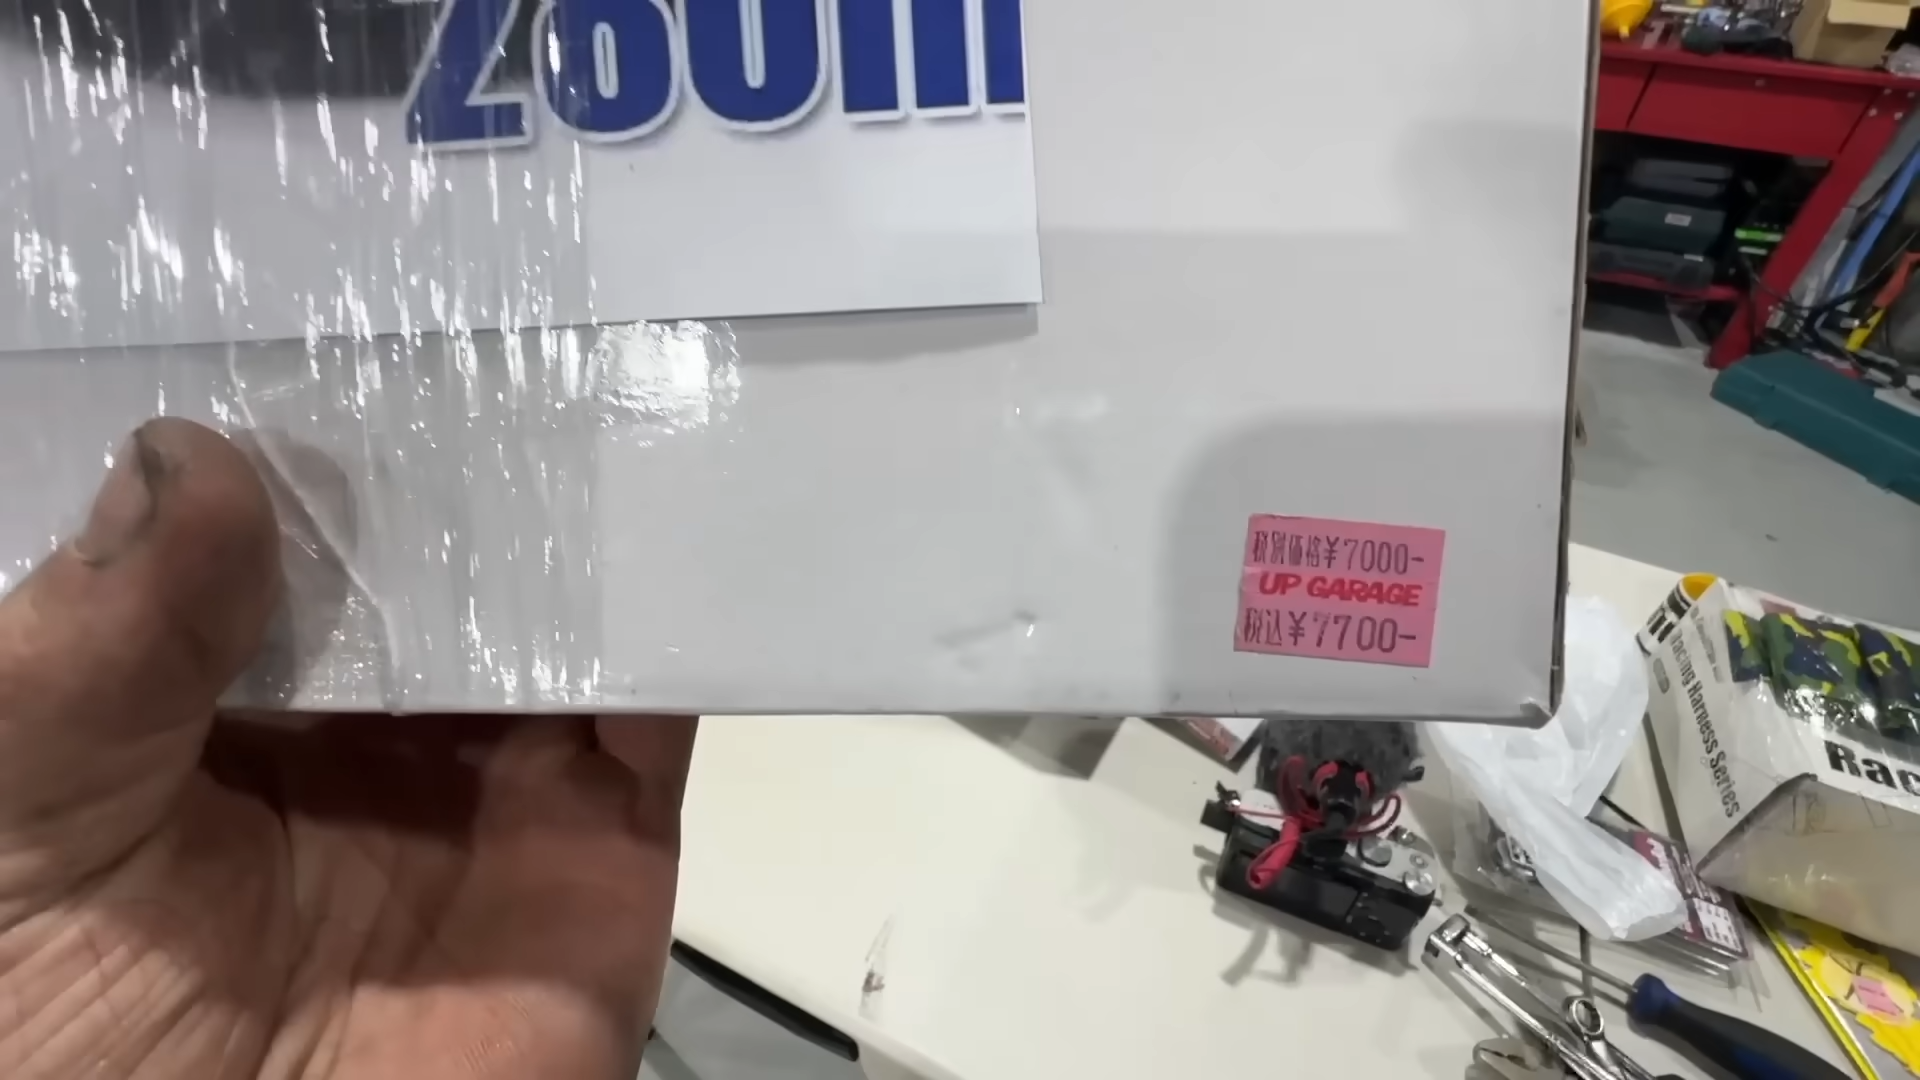 280m
税別価格¥7000-
UP GARAGE
税込¥7700-
Racing Harness Series
Rac